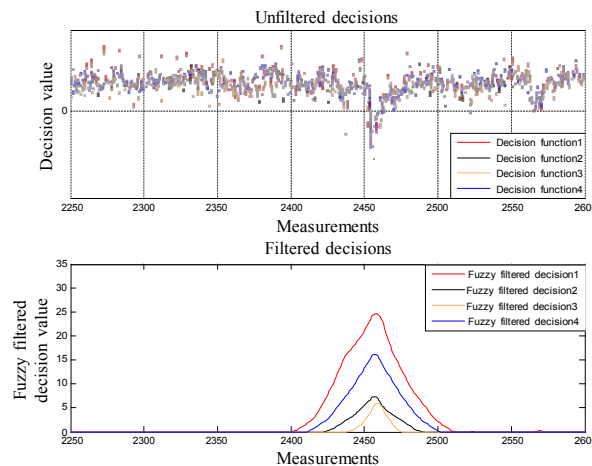 Unfiltered decisions
Decision value
0
Decision function1
Decision function2
Decision function3
Decision function4
2250 2300 2350 2400 2450 2500 2550 260
Measurements
Filtered decisions
Fuzzy filtered
decision value
35
30
25
20
15
10
5
0
Fuzzy filtered decision1
Fuzzy filtered decision2
Fuzzy filtered decision3
Fuzzy filtered decision4
2250 2300 2350 2400 2450 2500 2550 260
Measurements